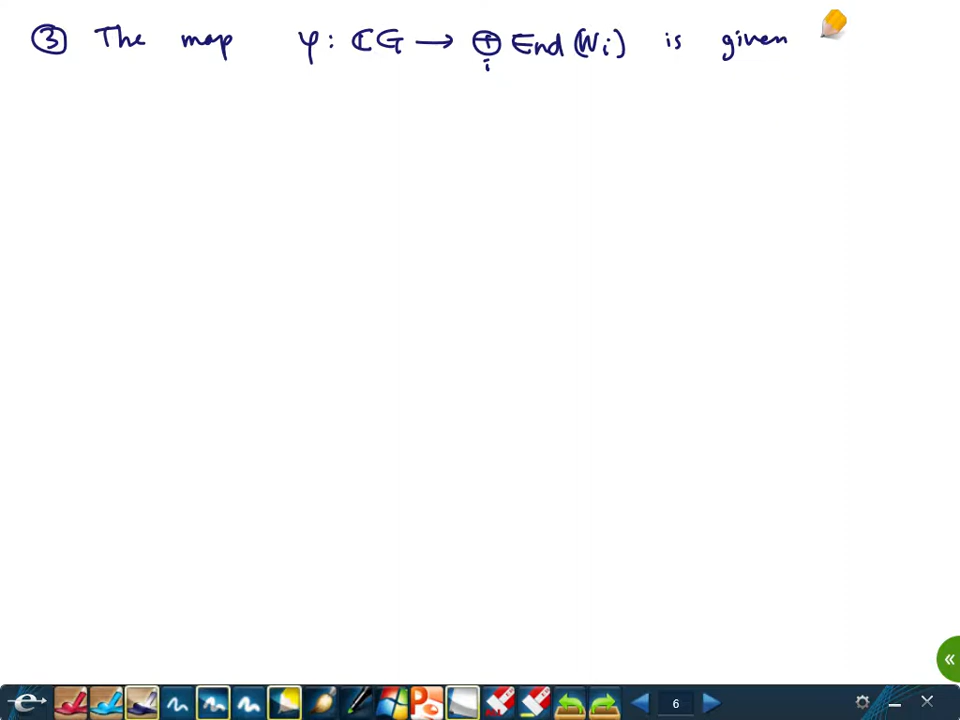 ③ The map φ: ℂG → ⊕ᵢ End(Wᵢ) is given
6